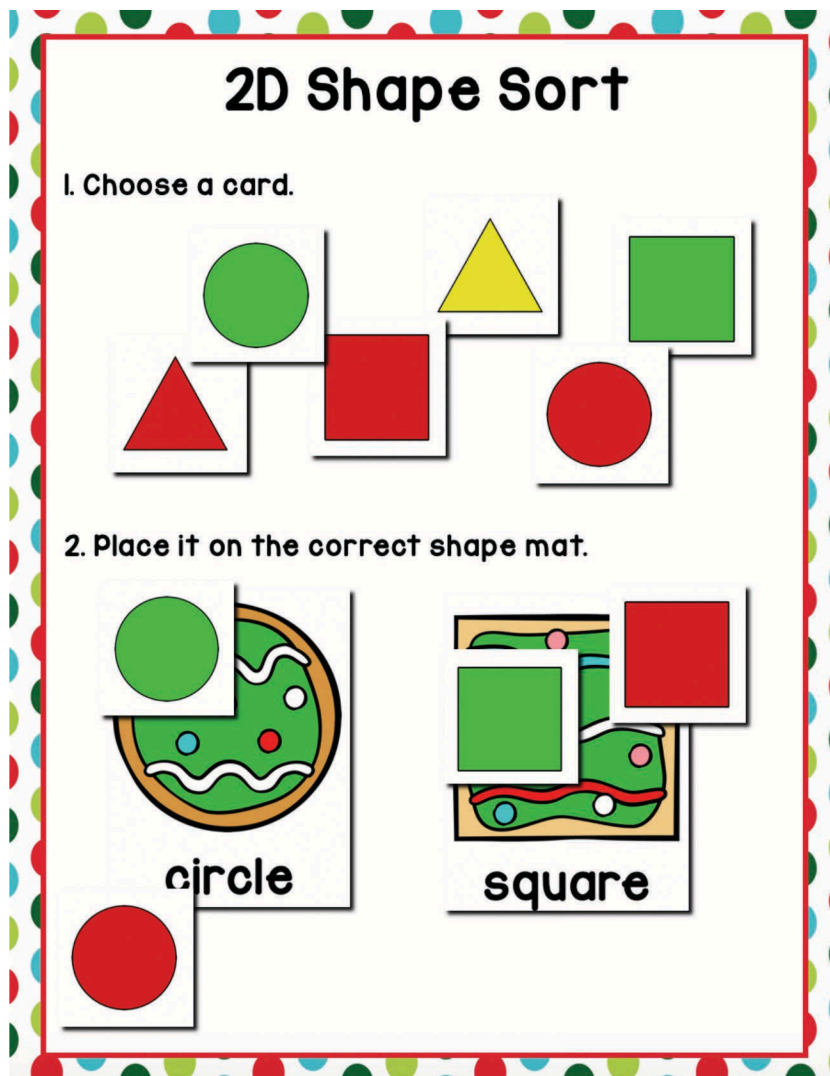 2D Shape Sort
1. Choose a card.
2. Place it on the correct shape mat.
circle
square